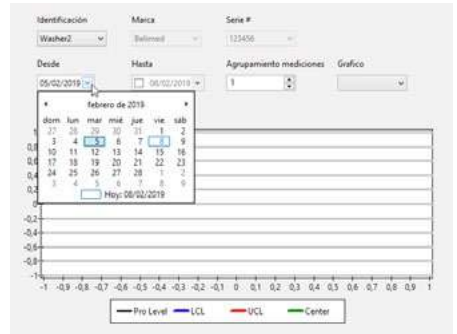 Identificación Marca Serie #
Washer2 Belimed 123456
Desde Hasta Agrupamiento mediciones Grafico
05/02/2019 08/02/2019 1
febrero de 2019
dom lun mar mié jue vie sáb
27 28 29 30 31 1 2
3 4 5 6 7 8 9
10 11 12 13 14 15 16
17 18 19 20 21 22 23
24 25 26 27 28 1 2
3 4 5 6 7 8 9
Hoy: 08/02/2019
0
-0,2
-0,4
-0,6
-0,8
-1
-1 -0,9 -0,8 -0,7 -0,6 -0,5 -0,4 -0,3 -0,2 -0,1 0 0,1 0,2 0,3 0,4 0,5 0,6 0,7 0,8 0,9 1
Pro Level LCL UCL Center